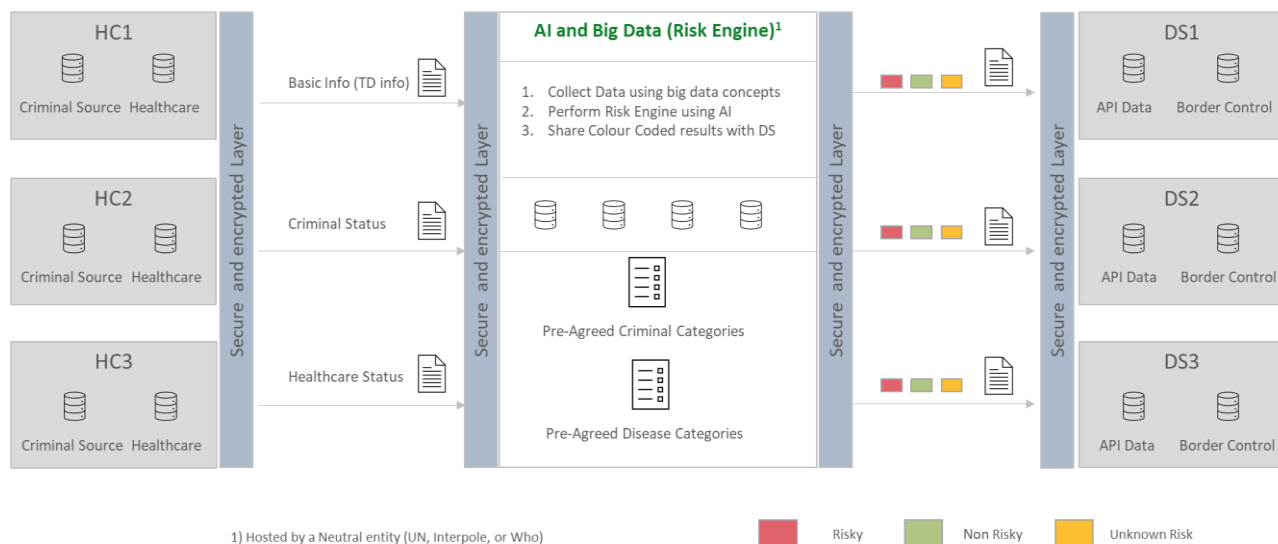 HC1
Criminal Source Healthcare
HC2
Criminal Source Healthcare
HC3
Criminal Source Healthcare
Secure and encrypted Layer
Basic Info (TD info)
Criminal Status
Healthcare Status
Secure and encrypted Layer
AI and Big Data (Risk Engine)1
1. Collect Data using big data concepts
2. Perform Risk Engine using AI
3. Share Colour Coded results with DS
Pre-Agreed Criminal Categories
Pre-Agreed Disease Categories
Secure and encrypted Layer
Secure and encrypted Layer
DS1
API Data Border Control
DS2
API Data Border Control
DS3
API Data Border Control
1) Hosted by a Neutral entity (UN, Interpole, or Who)
Risky Non Risky Unknown Risk